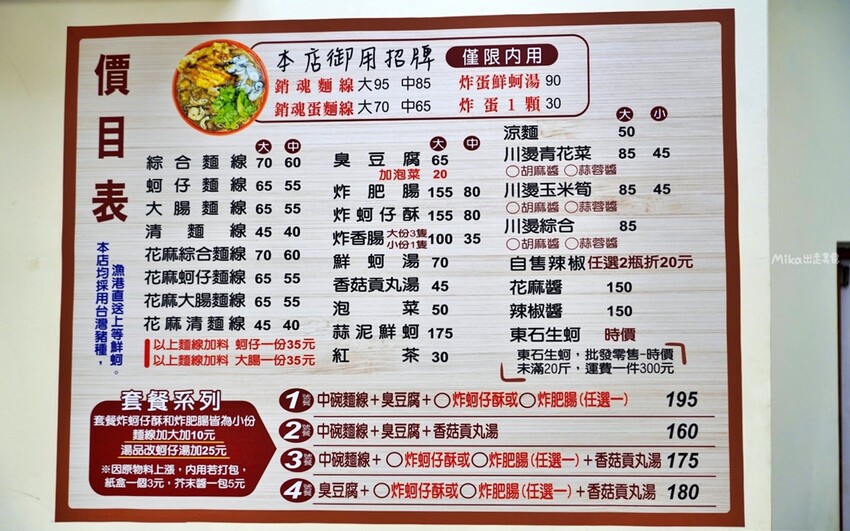 價目表
本店御用招牌 僅限內用
銷魂麵線 大95 中85 炸蛋鮮蚵湯 90
銷魂蛋麵線 大70 中65 炸蛋1顆 30
大 中
綜合麵線 70 60
蚵仔麵線 65 55
大腸麵線 65 55
清麵線 45 40
花麻綜合麵線 70 60
花麻蚵仔麵線 65 55
花麻大腸麵線 65 55
花麻清麵線 45 40
以上麵線加料 蚵仔一份35元
以上麵線加料 大腸一份35元
漁港直送上等鮮蚵。
本店均採用台灣豬種，
大 中
臭豆腐 65
加泡菜 20
炸肥腸 155 80
炸蚵仔酥 155 80
炸香腸 大份3隻 小份1隻 100 35
鮮蚵湯 70
香菇貢丸湯 45
泡菜 50
蒜泥鮮蚵 175
紅茶 30
大 小
涼麵 50
川燙青花菜 85 45
○胡麻醬 ○蒜蓉醬
川燙玉米筍 85 45
○胡麻醬 ○蒜蓉醬
川燙綜合 85
○胡麻醬 ○蒜蓉醬
自售辣椒 任選2瓶折20元
花麻醬 150
辣椒醬 150
東石生蚵 時價
東石生蚵，批發零售-時價
未滿20斤，運費一件300元
套餐系列
套餐炸蚵仔酥和炸肥腸皆為小份
麵線加大加10元
湯品改蚵仔湯加25元
※因原物料上漲，內用若打包，
紙盒一個3元，芥末醬一包5元
1號餐 中碗麵線+臭豆腐+○炸蚵仔酥或○炸肥腸(任選一) 195
2號餐 中碗麵線+臭豆腐+香菇貢丸湯 160
3號餐 中碗麵線+○炸蚵仔酥或○炸肥腸(任選一)+香菇貢丸湯 175
4號餐 臭豆腐+○炸蚵仔酥或○炸肥腸(任選一)+香菇貢丸湯 180
Mika出走美食